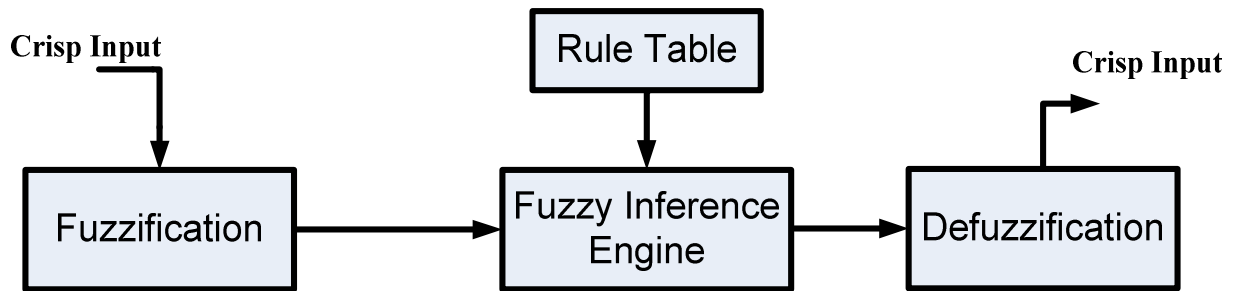 Crisp Input
Rule Table
Crisp Input
Fuzzification
Fuzzy Inference
Engine
Defuzzification